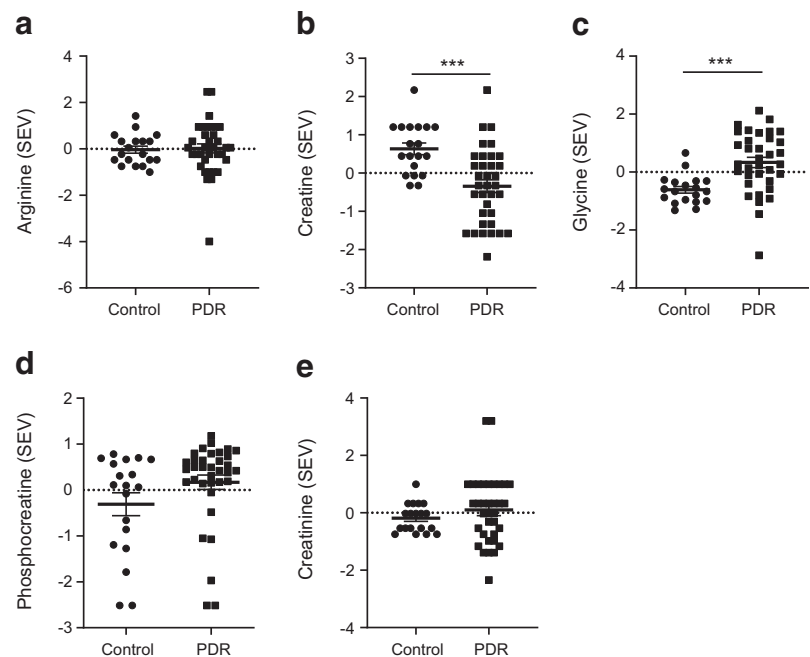 a
Arginine (SEV)
4
2
0
-2
-4
-6
Control PDR
b
***
Creatine (SEV)
3
2
1
0
-1
-2
-3
Control PDR
c
***
Glycine (SEV)
4
2
0
-2
-4
Control PDR
d
Phosphocreatine (SEV)
2
1
0
-1
-2
-3
Control PDR
e
Creatinine (SEV)
4
2
0
-2
-4
Control PDR